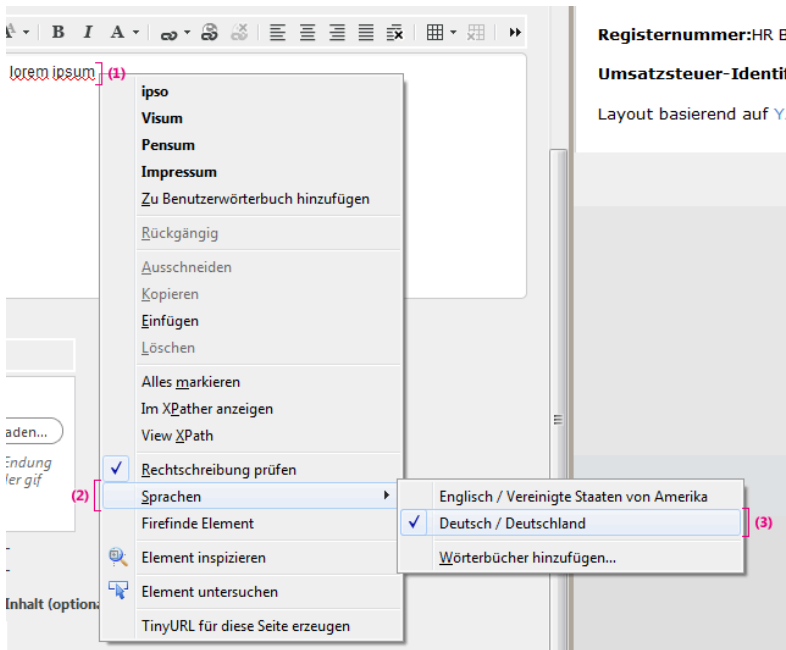 B I A
Registernummer:HR B
lorem ipsum (1)
Umsatzsteuer-Identif
Layout basierend auf
ipso
Visum
Pensum
Impressum
Zu Benutzerwörterbuch hinzufügen
Rückgängig
Ausschneiden
Kopieren
Einfügen
Löschen
Alles markieren
Im XPather anzeigen
View XPath
aden...)
Endung
der gif
Rechtschreibung prüfen
(2) Sprachen
Englisch / Vereinigte Staaten von Amerika
Deutsch / Deutschland (3)
Wörterbücher hinzufügen...
Firefinde Element
Element inspizieren
Element untersuchen
Inhalt (optiona
TinyURL für diese Seite erzeugen